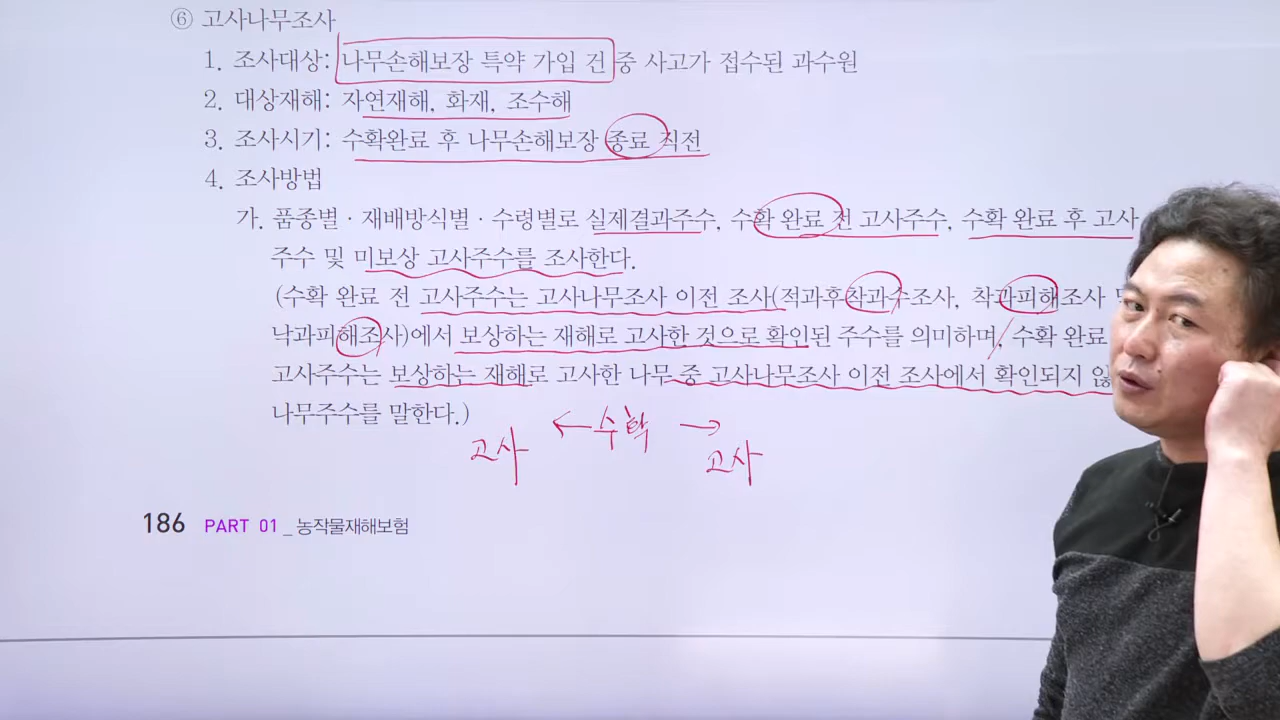 ⑥ 고사나무조사
1. 조사대상: 나무손해보장 특약 가입 건 중 사고가 접수된 과수원
2. 대상재해: 자연재해, 화재, 조수해
3. 조사시기: 수확완료 후 나무손해보장 종료 직전
4. 조사방법
가. 품종별 · 재배방식별 · 수령별로 실제결과주수, 수확 완료 전 고사주수, 수확 완료 후 고사
주수 및 미보상 고사주수를 조사한다.
(수확 완료 전 고사주수는 고사나무조사 이전 조사(적과후착과수조사, 착과피해조사
낙과피해조사)에서 보상하는 재해로 고사한 것으로 확인된 주수를 의미하며, 수확 완료
고사주수는 보상하는 재해로 고사한 나무 중 고사나무조사 이전 조사에서 확인되지
나무주수를 말한다.)
고사 ← 수확 → 고사
186 PART 01 _ 농작물재해보험